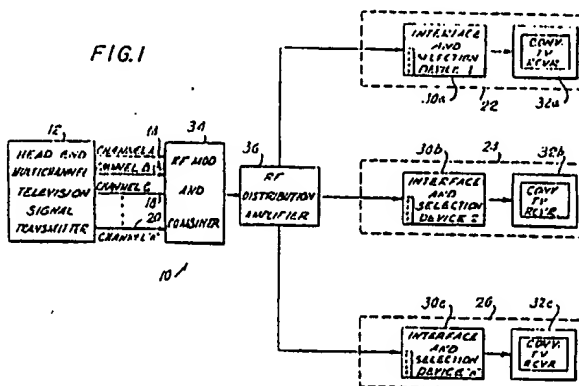 FIG.1
12
HEAD END
MULTICHANNEL
TELEVISION
SIGNAL
TRANSMITTER
CHANNEL A
CHANNEL B
CHANNEL C
18
20
CHANNEL "N"
34
RF MOD
AND
COMBINER
10
36
RF
DISTRIBUTION
AMPLIFIER
INTERFACE
AND
SELECTION
DEVICE 1
30a
CONV.
TV
RCVR.
32a
22
30b
24
32b
INTERFACE
AND
SELECTION
DEVICE 2
CONV.
TV
RCVR.
30c
26
32c
INTERFACE
AND
SELECTION
DEVICE "N"
CONV.
TV
RCVR.